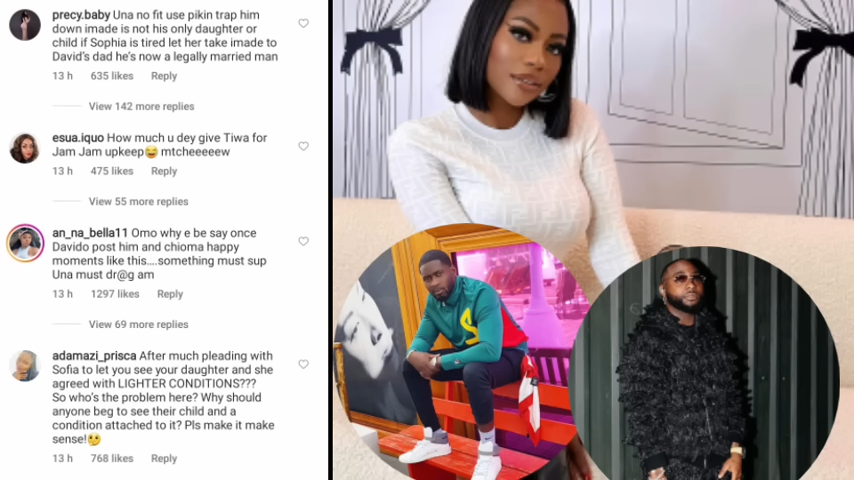 precy.baby Una no fit use pikin trap him
down imade is not his only daughter or
child if Sophia is tired let her take imade to
David's dad he's now a legally married man
13 h 635 likes Reply
View 142 more replies
esua.iquo How much u dey give Tiwa for
Jam Jam upkeep😅 mtcheeeeew
13 h 475 likes Reply
View 55 more replies
an_na_bella11 Omo why e be say once
Davido post him and chioma happy
moments like this....something must sup
Una must dr@g am
13 h 1297 likes Reply
View 69 more replies
adamazi_prisca After much pleading with
Sofia to let you see your daughter and she
agreed with LIGHTER CONDITIONS???
So who's the problem here? Why should
anyone beg to see their child and a
condition attached to it? Pls make it make
sense!🤔
13 h 768 likes Reply